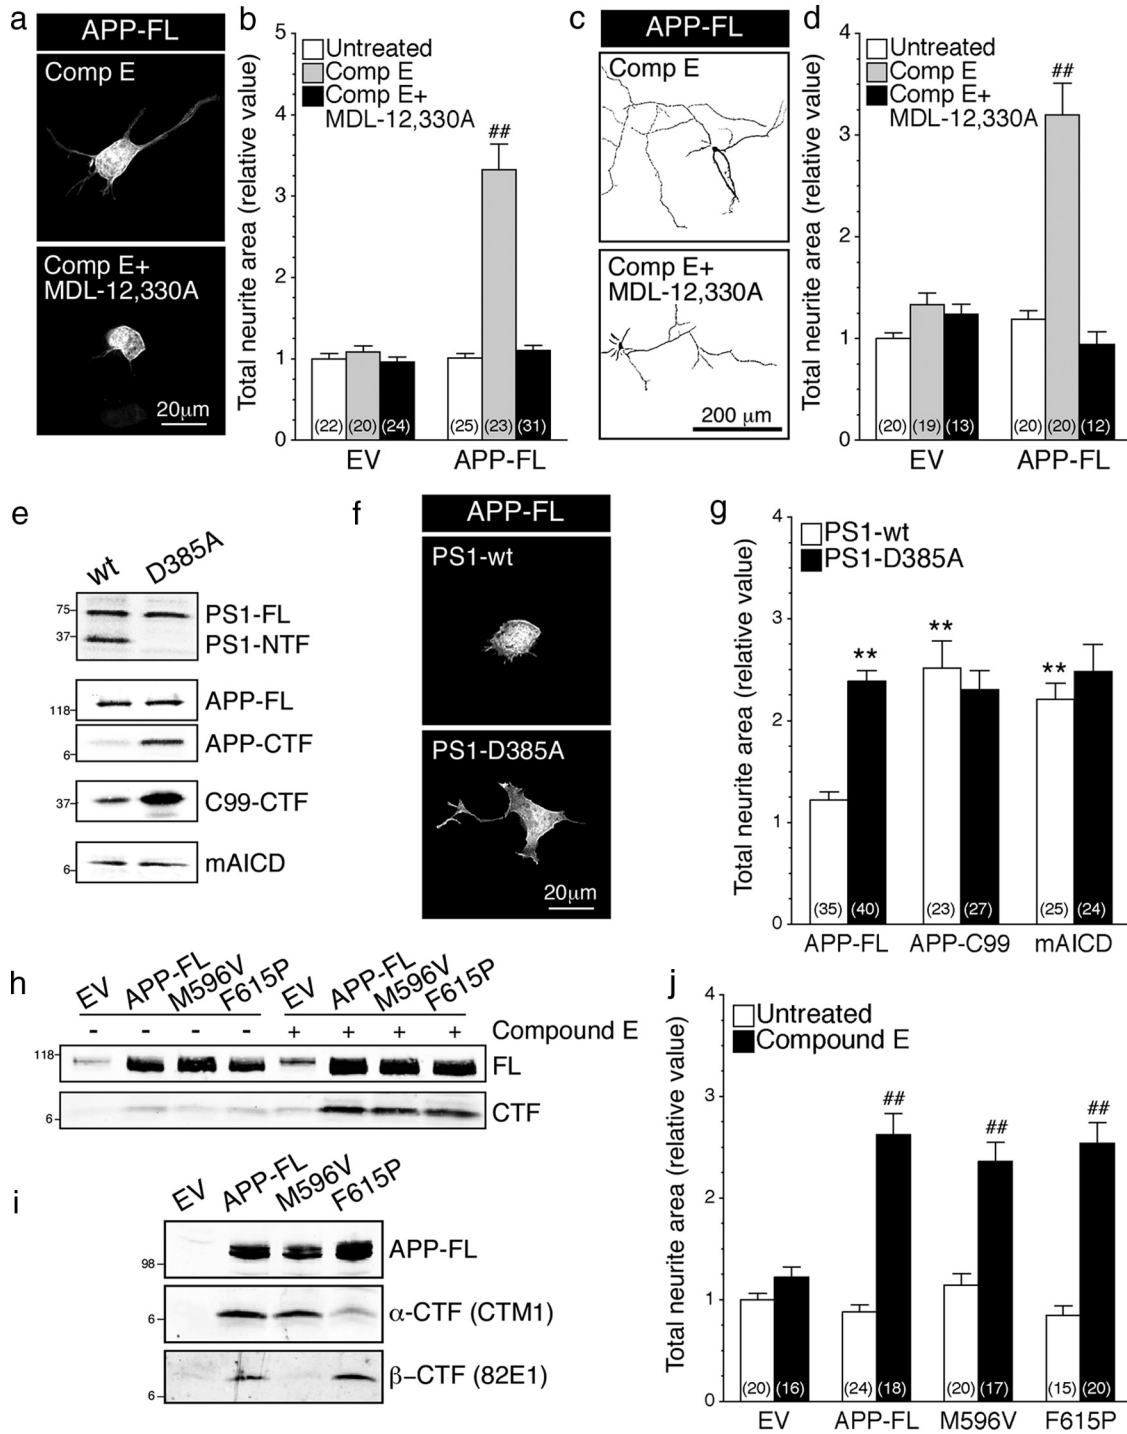 a
APP-FL
Comp E
Comp E+
MDL-12,330A
20µm
b
Total neurite area (relative value)
5
4
3
2
1
0
Untreated
Comp E
Comp E+
MDL-12,330A
##
(22) (20) (24) (25) (23) (31)
EV APP-FL
c
APP-FL
Comp E
Comp E+
MDL-12,330A
200 µm
d
Total neurite area (relative value)
4
3
2
1
0
Untreated
Comp E
Comp E+
MDL-12,330A
##
(20) (19) (13) (20) (20) (12)
EV APP-FL
e
wt D385A
75
37
PS1-FL
PS1-NTF
118
APP-FL
6
APP-CTF
37
C99-CTF
6
mAICD
f
APP-FL
PS1-wt
PS1-D385A
20µm
g
Total neurite area (relative value)
4
3
2
1
0
PS1-wt
PS1-D385A
** ** **
(35) (40) (23) (27) (25) (24)
APP-FL APP-C99 mAICD
h
EV APP-FL M596V F615P EV APP-FL M596V F615P
- - - - + + + + Compound E
118 FL
6 CTF
i
EV APP-FL M596V F615P
98 APP-FL
6 α-CTF (CTM1)
6 β-CTF (82E1)
j
Total neurite area (relative value)
4
3
2
1
0
Untreated
Compound E
## ## ##
(20) (16) (24) (18) (20) (17) (15) (20)
EV APP-FL M596V F615P